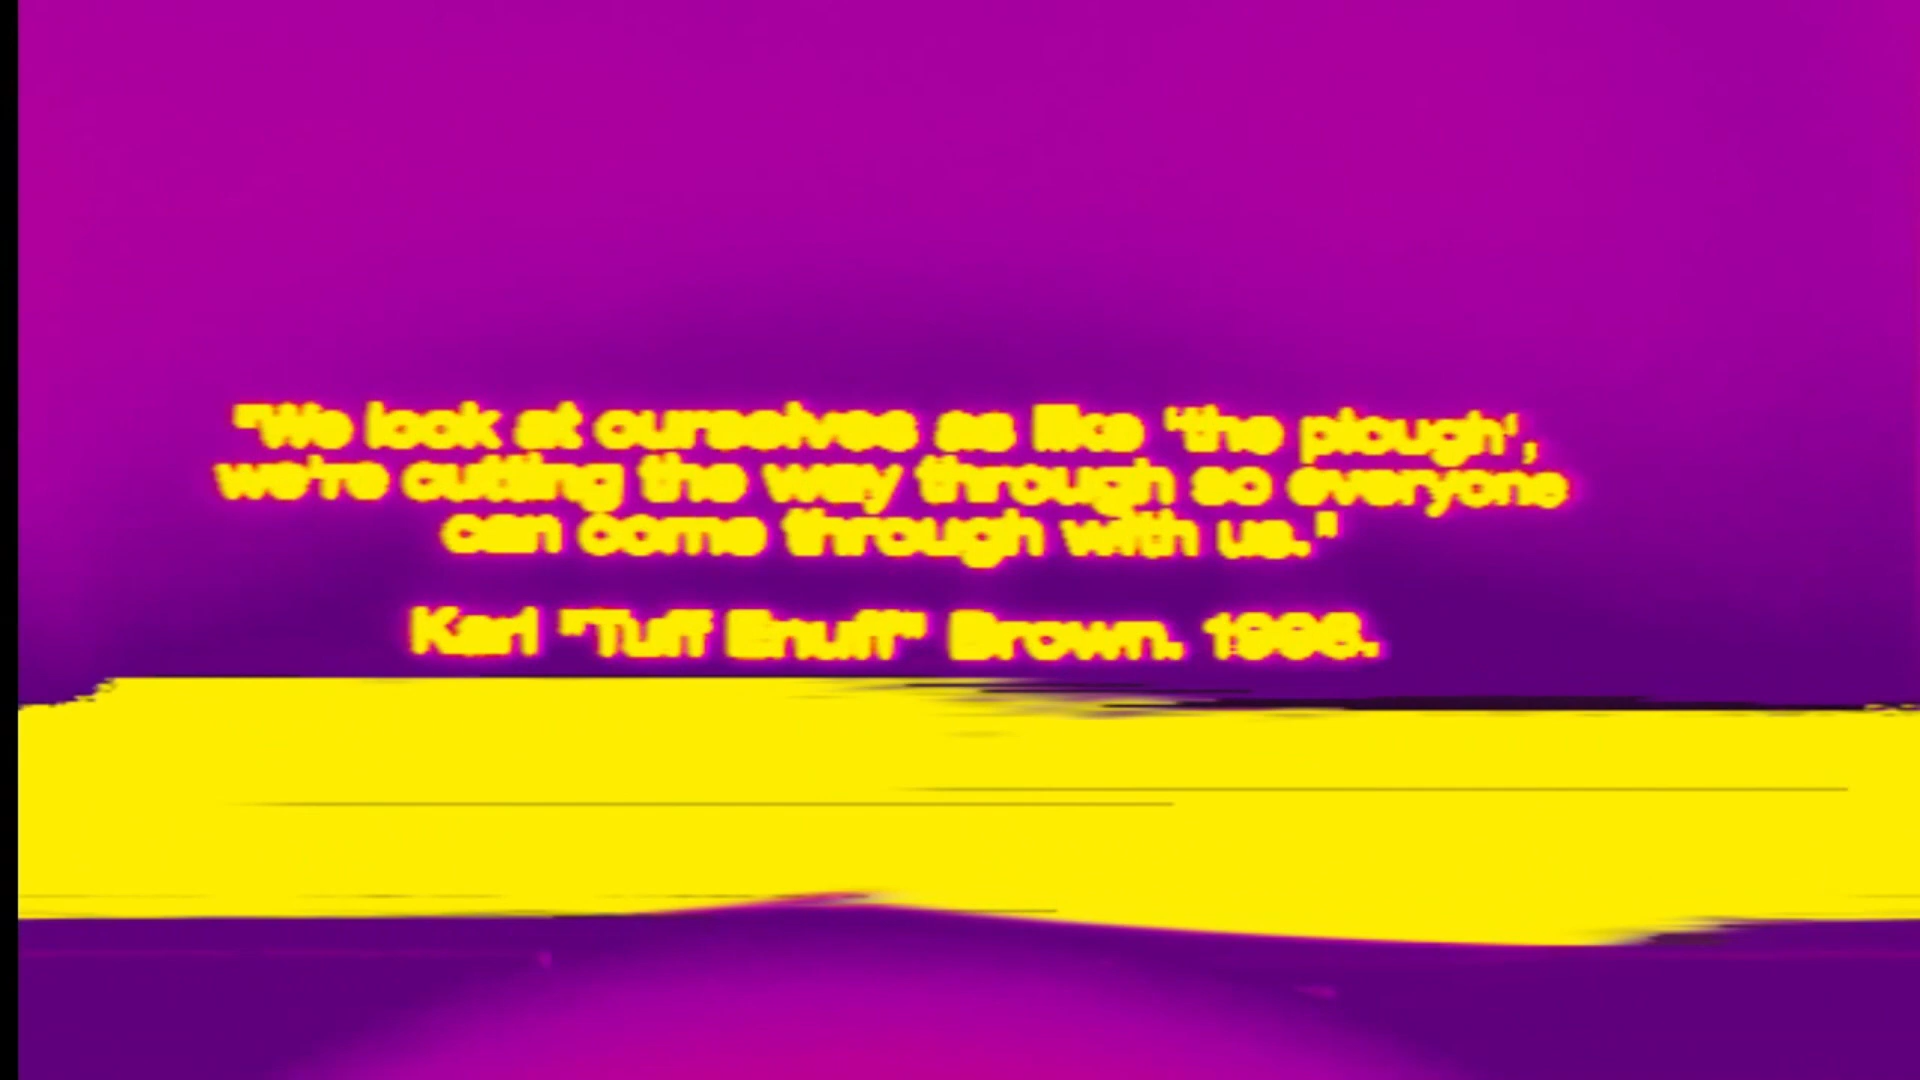 "We look at ourselves as like 'the plough',
we're cutting the way through so everyone
can come through with us."
Karl "Tuff Enuff" Brown. 1996.